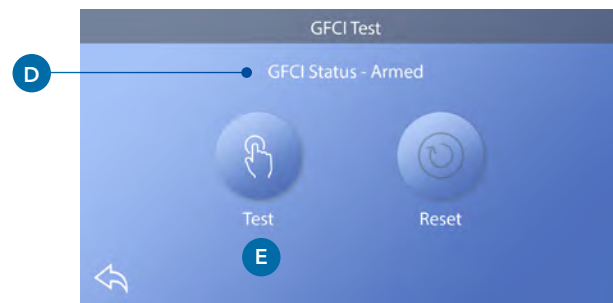 GFCI Test
D
GFCI Status - Armed
Test
Reset
E